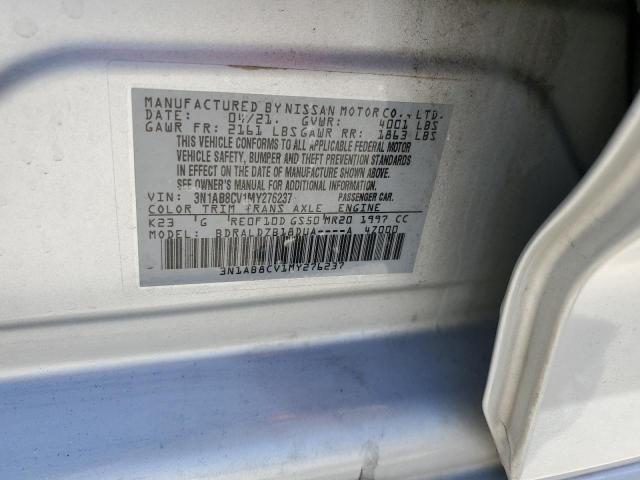 MANUFACTURED BY NISSAN MOTOR CO., LTD.
DATE: 04/21. GVWR: 4001 LBS
GAWR FR: 2161 LBS GAWR RR: 1863 LBS
THIS VEHICLE CONFORMS TO ALL APPLICABLE FEDERAL MOTOR
VEHICLE SAFETY, BUMPER AND THEFT PREVENTION STANDARDS
IN EFFECT ON THE DATE OF MANUFACTURE SHOWN ABOVE.
SEE OWNER'S MANUAL FOR ADDITIONAL INFORMATION.
VIN: 3N1AB8CV1MY276237 PASSENGER CAR.
COLOR TRIM TRANS AXLE ENGINE
K23 G RE0F10D GS50 MR20 1997 CC
MODEL: BDRALDZB18DUA----A 4Z000
3N1AB8CV1MY276237